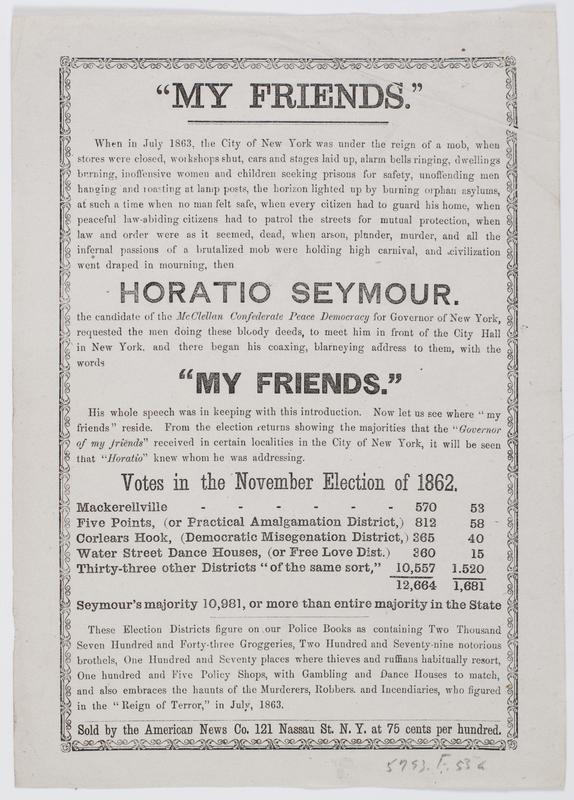 “MY FRIENDS.”
When in July 1863, the City of New York was under the reign of a mob, when
stores were closed, workshops shut, cars and stages laid up, alarm bells ringing, dwellings
burning, inoffensive women and children seeking prisons for safety, unoffending men
hanging and roasting at lamp posts, the horizon lighted up by burning orphan asylums,
at such a time when no man felt safe, when every citizen had to guard his home, when
peaceful law-abiding citizens had to patrol the streets for mutual protection, when
law and order were as it seemed, dead, when arson, plunder, murder, and all the
infernal passions of a brutalized mob were holding high carnival, and civilization
went draped in mourning, then
HORATIO SEYMOUR.
the candidate of the McClellan Confederate Peace Democracy for Governor of New York,
requested the men doing these bloody deeds, to meet him in front of the City Hall
in New York. and there began his coaxing, blarneying address to them, with the
words
“MY FRIENDS.”
His whole speech was in keeping with this introduction. Now let us see where “my
friends” reside. From the election returns showing the majorities that the “Governor
of my friends” received in certain localities in the City of New York, it will be seen
that “Horatio” knew whom he was addressing.
Votes in the November Election of 1862.
Mackerellville - - - - - - 570 53
Five Points, (or Practical Amalgamation District,) 812 58
Corlears Hook, (Democratic Misegenation District,) 365 40
Water Street Dance Houses, (or Free Love Dist.) 360 15
Thirty-three other Districts “of the same sort,” 10,557 1.520
12,664 1,681
Seymour's majority 10,981, or more than entire majority in the State
These Election Districts figure on our Police Books as containing Two Thousand
Seven Hundred and Forty-three Groggeries, Two Hundred and Seventy-nine notorious
brothels, One Hundred and Seventy places where thieves and ruffians habitually resort,
One hundred and Five Policy Shops, with Gambling and Dance Houses to match,
and also embraces the haunts of the Murderers, Robbers. and Incendiaries, who figured
in the “Reign of Terror,” in July, 1863.
Sold by the American News Co. 121 Nassau St. N. Y. at 75 cents per hundred.